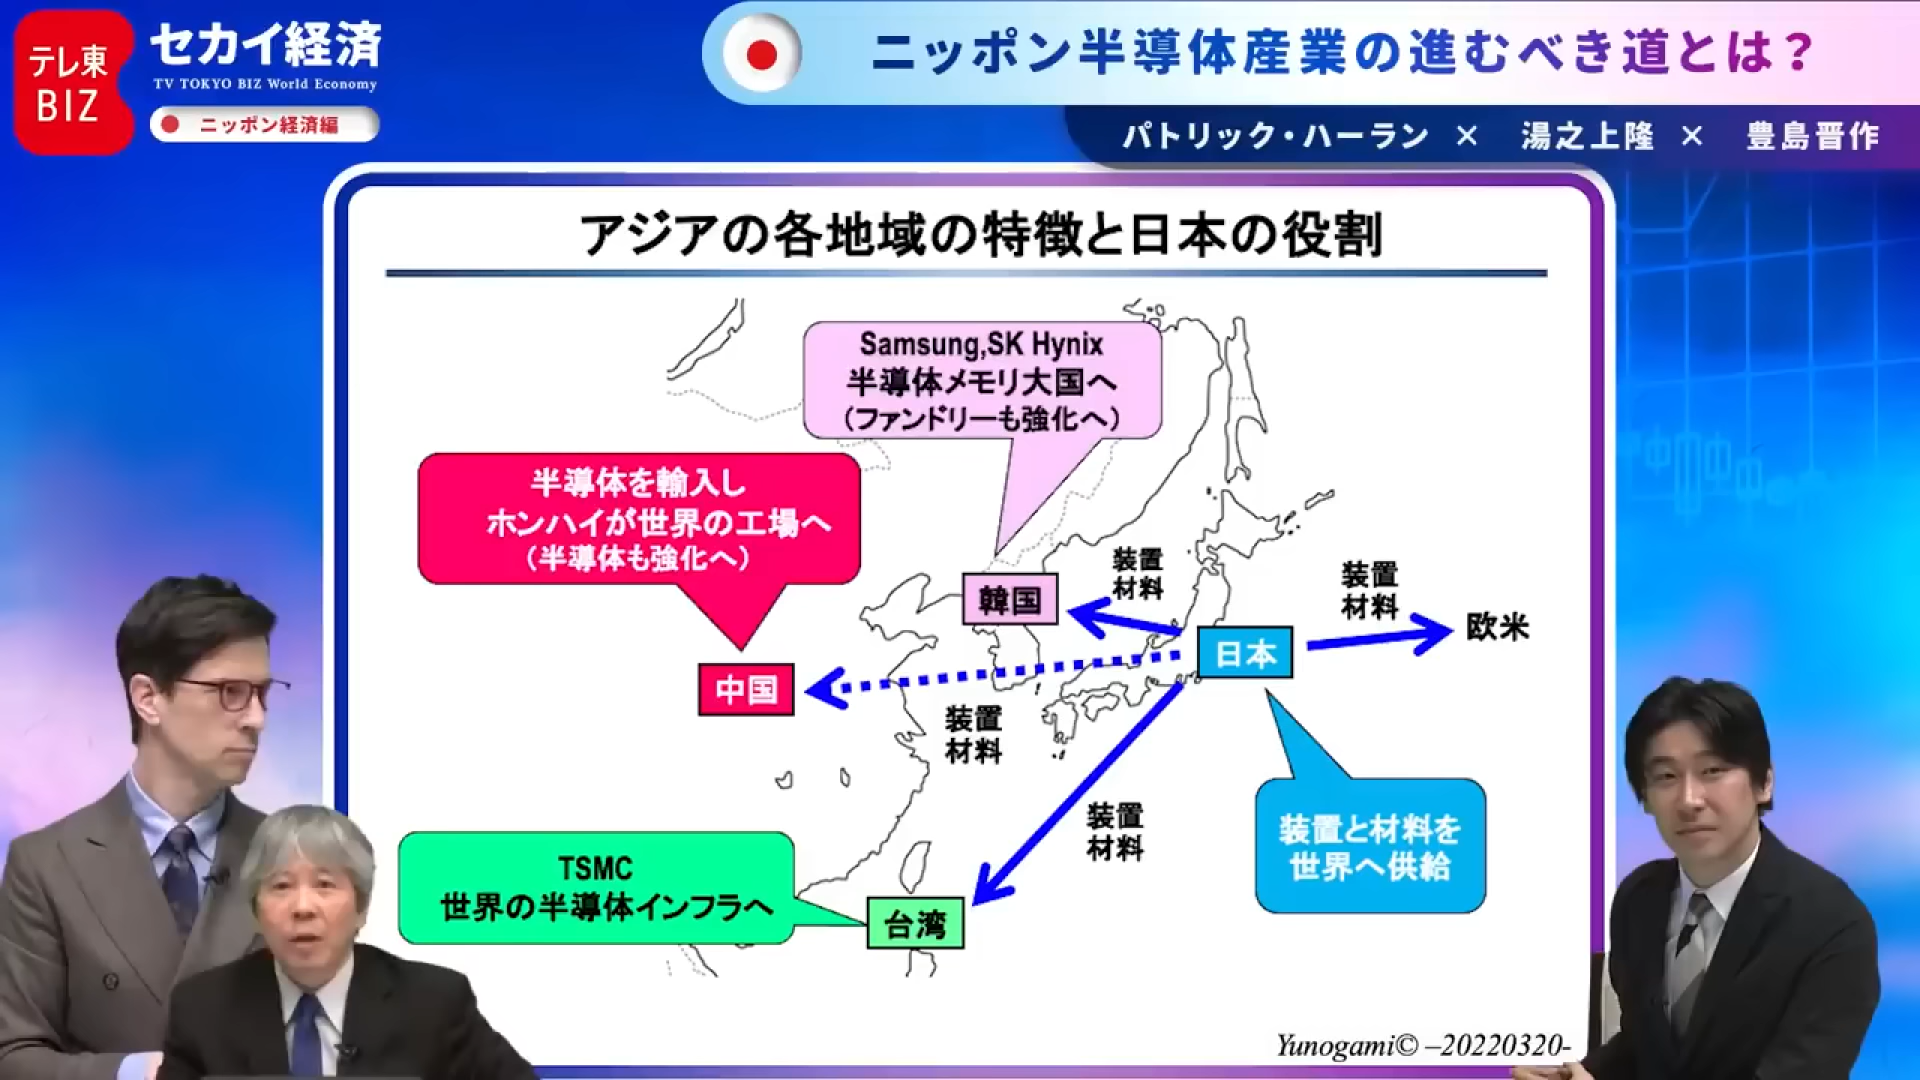 テレ東
BIZ
セカイ経済
TV TOKYO BIZ World Economy
ニッポン経済編
ニッポン半導体産業の進むべき道とは？
パトリック・ハーラン × 湯之上隆 × 豊島晋作
アジアの各地域の特徴と日本の役割
Samsung,SK Hynix
半導体メモリ大国へ
（ファンドリーも強化へ）
半導体を輸入し
ホンハイが世界の工場へ
（半導体も強化へ）
韓国
装置
材料
装置
材料
欧米
日本
中国
装置
材料
装置
材料
装置と材料を
世界へ供給
TSMC
世界の半導体インフラへ
台湾
Yunogami© –20220320-